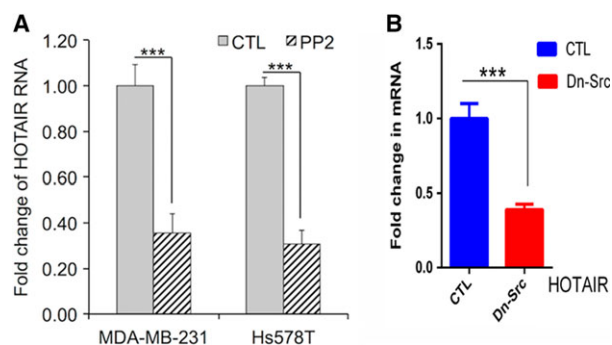 A
CTL PP2
Fold change of HOTAIR RNA
1.20
1.00
0.80
0.60
0.40
0.20
0.00
*** ***
MDA-MB-231 Hs578T
B
CTL
Dn-Src
Fold change in mRNA
1.5
1.0
0.5
0.0
***
CTL Dn-Src HOTAIR